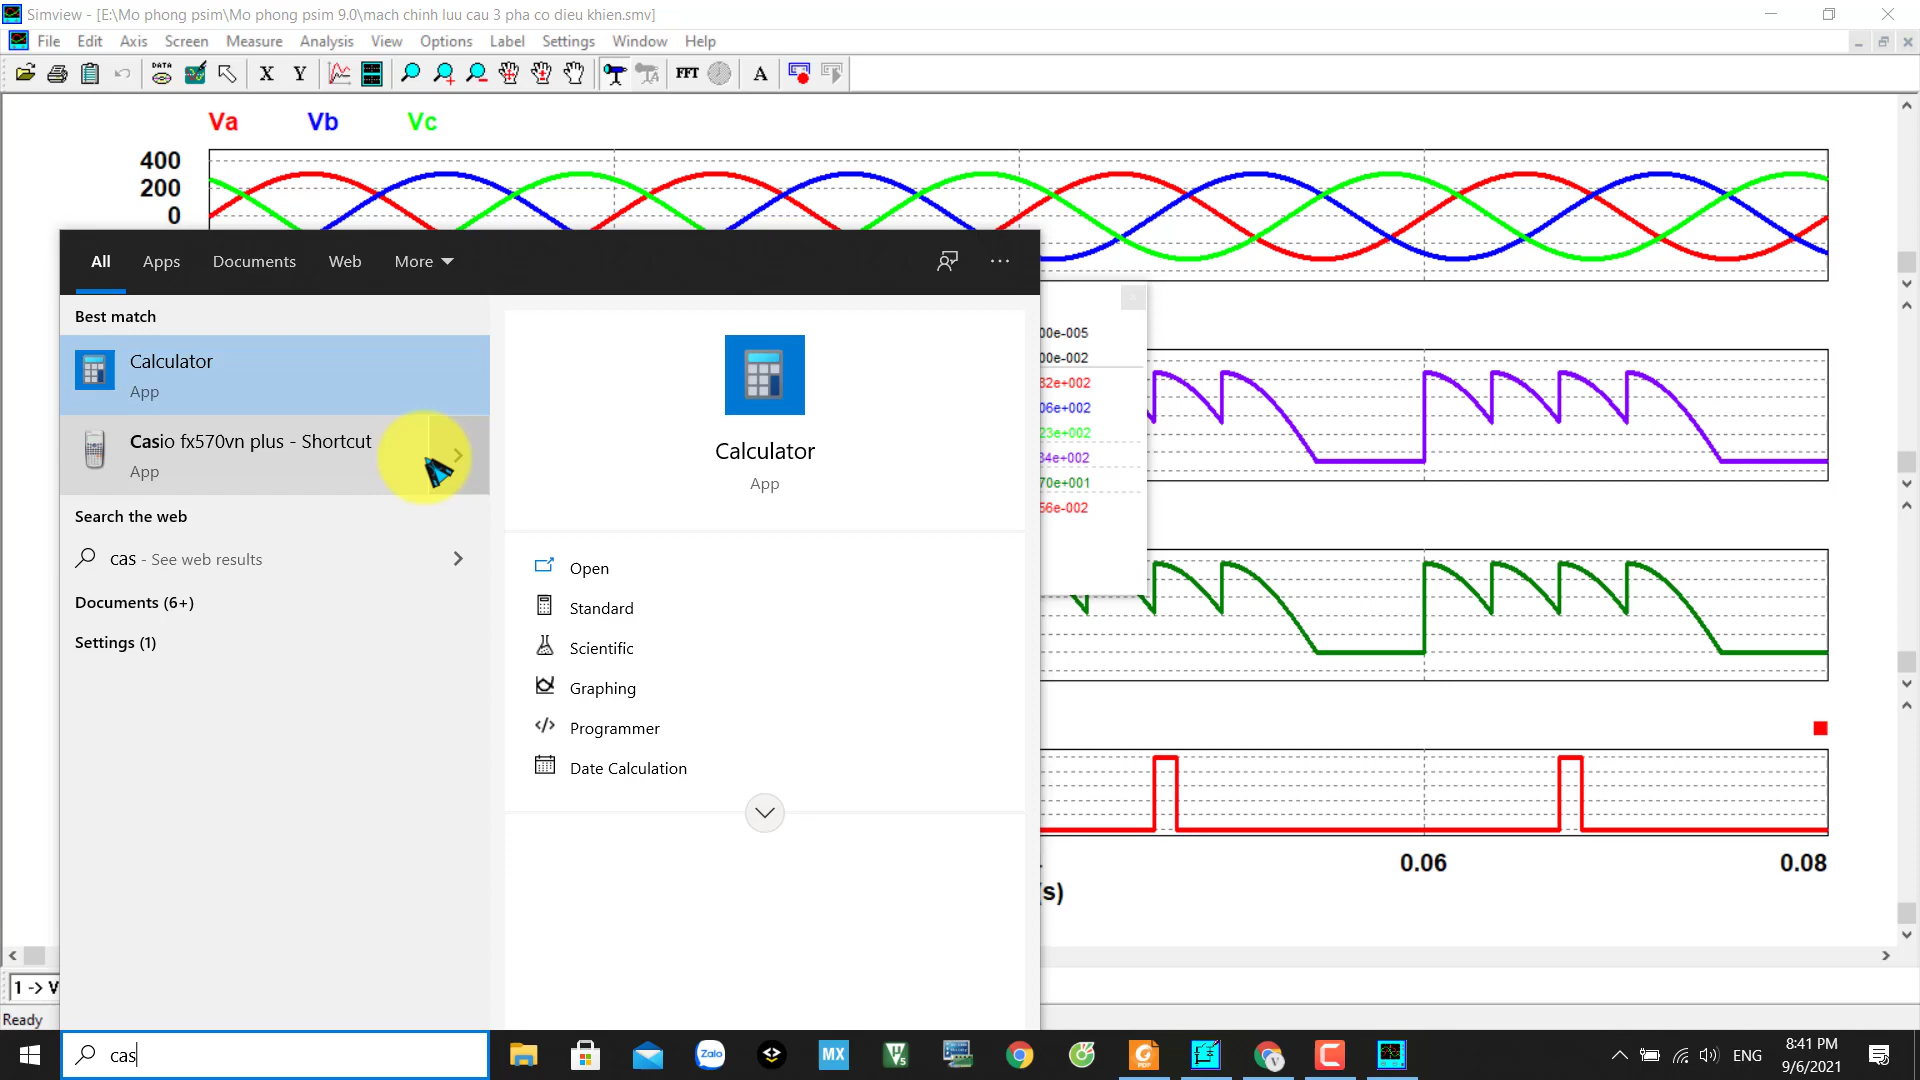 Simview - [E:\Mo phong psim\Mo phong psim 9.0\mach chinh luu cau 3 pha co dieu khien.smv]
File Edit Axis Screen Measure Analysis View Options Label Settings Window Help
DATA X Y FFT A
Va Vb Vc
400
200
0
All Apps Documents Web More
Best match
Calculator
App
Casio fx570vn plus - Shortcut
App
Search the web
cas - See web results
Documents (6+)
Settings (1)
Calculator
App
Open
Standard
Scientific
Graphing
Programmer
Date Calculation
00e-005
00e-002
32e+002
06e+002
23e+002
34e+002
70e+001
56e-002
0.06 0.08
(s)
1 -> V
Ready
cas
Zalo
MX
ENG
8:41 PM
9/6/2021